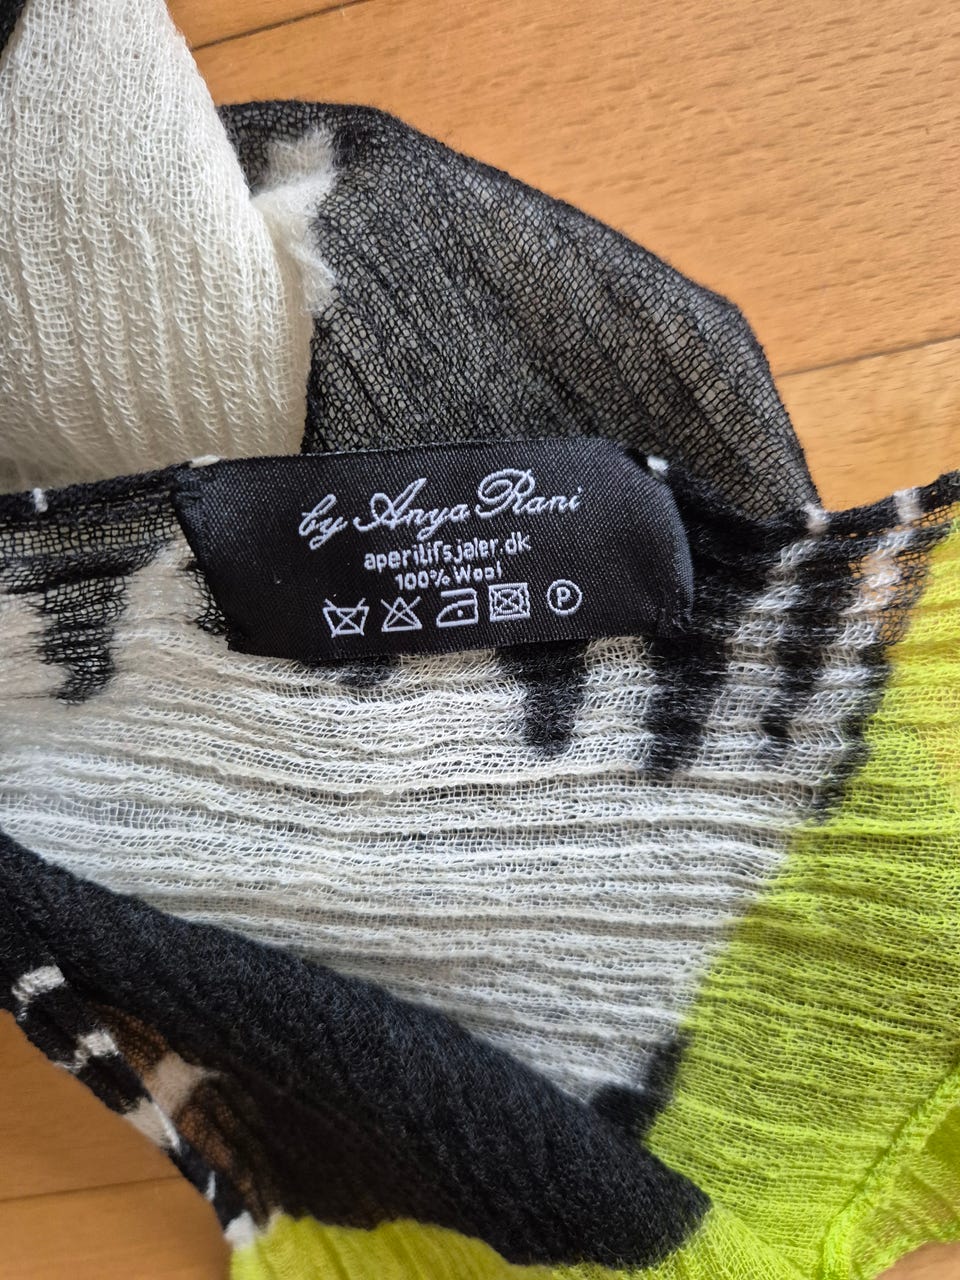 by Anya Rani
aperilifsjaler.dk
100% Wool
P